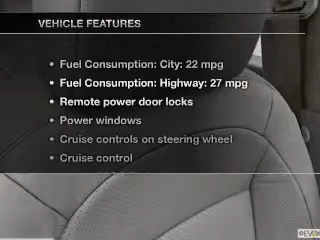 VEHICLE FEATURES
• Fuel Consumption: City: 22 mpg
• Fuel Consumption: Highway: 27 mpg
• Remote power door locks
• Power windows
• Cruise controls on steering wheel
• Cruise control